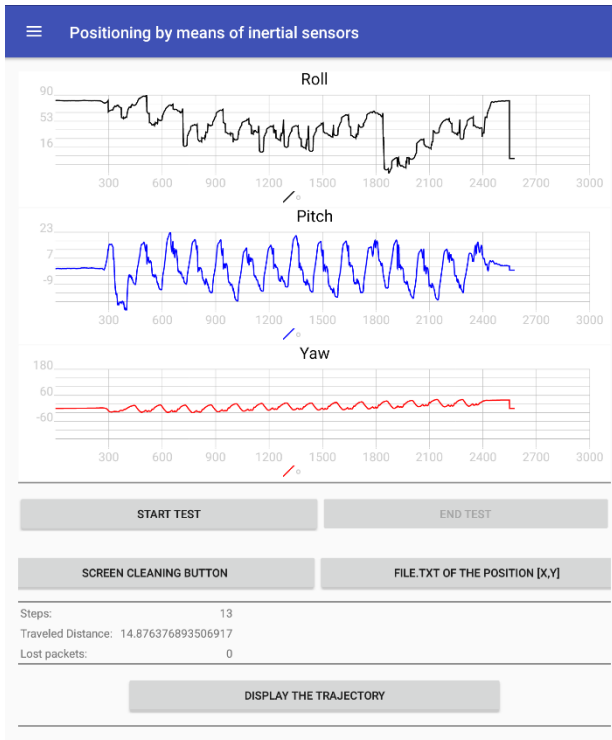 Positioning by means of inertial sensors
Roll
90
53
16
300 600 900 1200 1500 1800 2100 2400 2700 3000
°
Pitch
23
7
-9
300 600 900 1200 1500 1800 2100 2400 2700 3000
°
Yaw
180
60
-60
300 600 900 1200 1500 1800 2100 2400 2700 3000
°
START TEST END TEST
SCREEN CLEANING BUTTON FILE.TXT OF THE POSITION [X,Y]
Steps: 13
Traveled Distance: 14.876376893506917
Lost packets: 0
DISPLAY THE TRAJECTORY